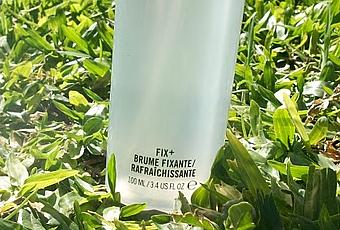 FIX+
BRUME FIXANTE/
RAFRAÎCHISSANTE
100 ML/3.4 US FL OZ ℮